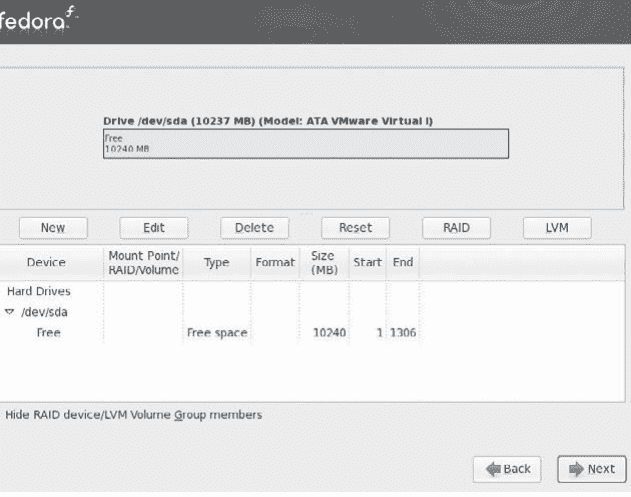 fedora
Drive /dev/sda (10237 MB) (Model: ATA VMware Virtual I)
Free
10240 MB
New Edit Delete Reset RAID LVM
Device Mount Point/ RAID/Volume Type Format Size (MB) Start End
Hard Drives
/dev/sda
Free Free space 10240 1 1306
Hide RAID device/LVM Volume Group members
Back Next